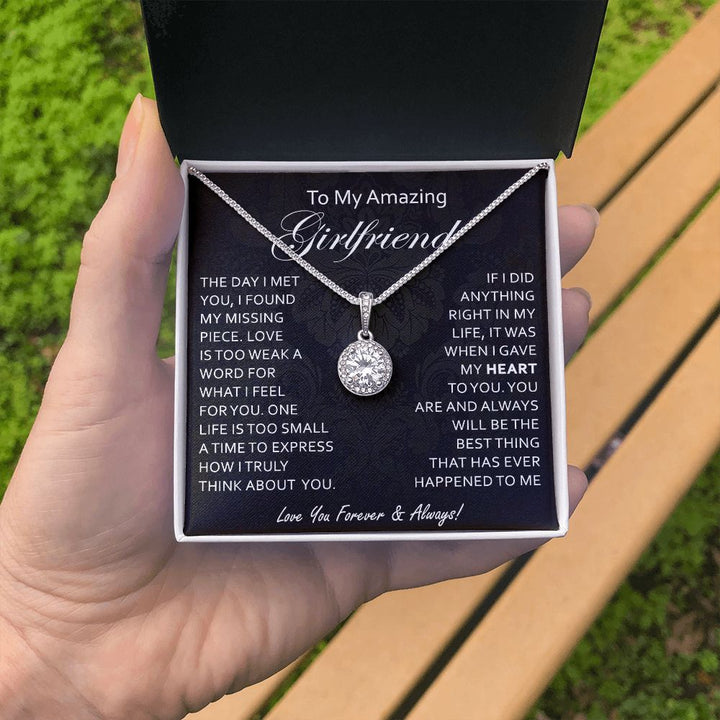 To My Amazing
Girlfriend
THE DAY I MET
YOU, I FOUND
MY MISSING
PIECE. LOVE
IS TOO WEAK A
WORD FOR
WHAT I FEEL
FOR YOU. ONE
LIFE IS TOO SMALL
A TIME TO EXPRESS
HOW I TRULY
THINK ABOUT YOU.
IF I DID
ANYTHING
RIGHT IN MY
LIFE, IT WAS
WHEN I GAVE
MY HEART
TO YOU. YOU
ARE AND ALWAYS
WILL BE THE
BEST THING
THAT HAS EVER
HAPPENED TO ME
Love You Forever & Always!